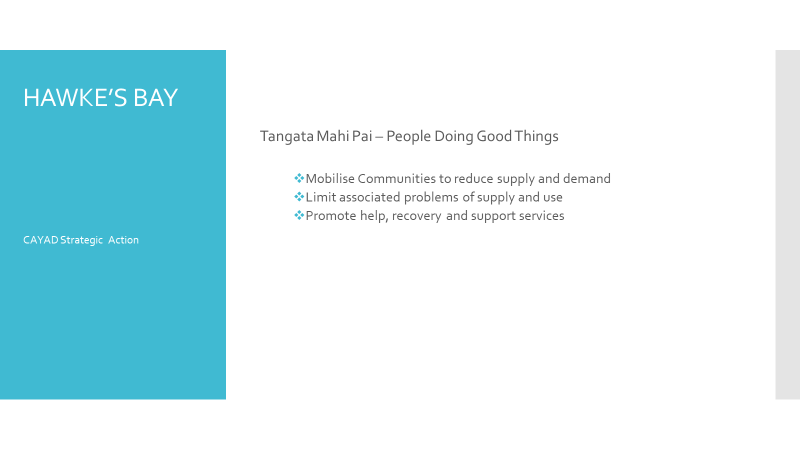 HAWKE’S BAY
CAYAD Strategic Action
Tangata Mahi Pai – People Doing Good Things
❖Mobilise Communities to reduce supply and demand
❖Limit associated problems of supply and use
❖Promote help, recovery and support services